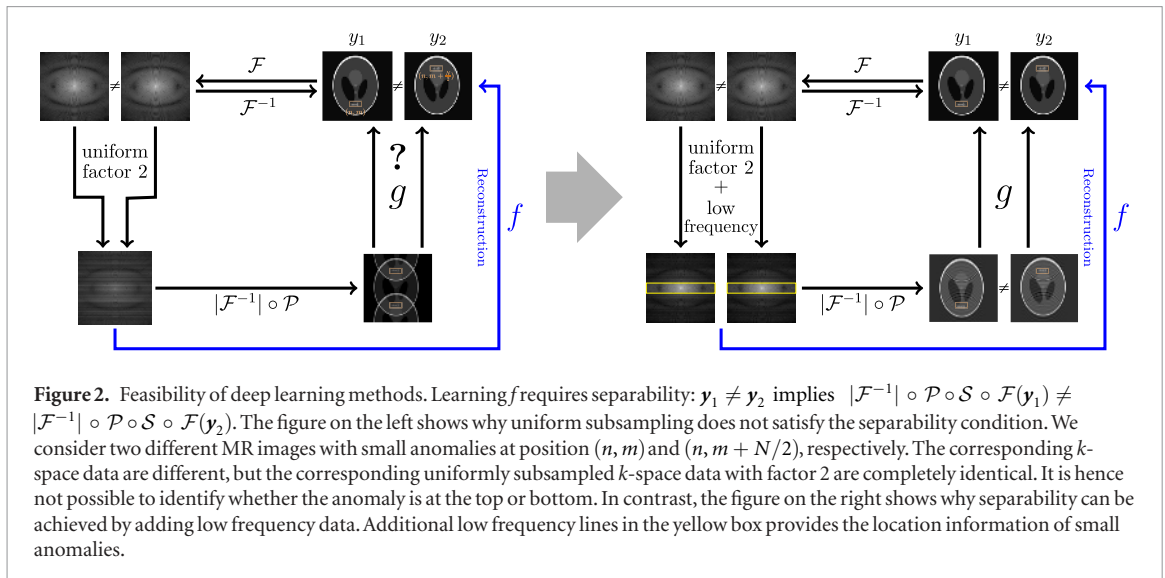 y₁ y₂
𝓕
≠ ≠
(n, m + N/2)
𝓕⁻¹
(n, m)
uniform
factor 2
?
g
Reconstruction
f
|𝓕⁻¹| ∘ 𝓟
y₁ y₂
𝓕
≠ ≠
𝓕⁻¹
uniform
factor 2
+
low
frequency
g
Reconstruction
f
≠
|𝓕⁻¹| ∘ 𝓟
Figure 2. Feasibility of deep learning methods. Learning f requires separability: y₁ ≠ y₂ implies |𝓕⁻¹| ∘ 𝓟 ∘ 𝓢 ∘ 𝓕(y₁) ≠
|𝓕⁻¹| ∘ 𝓟 ∘ 𝓢 ∘ 𝓕(y₂). The figure on the left shows why uniform subsampling does not satisfy the separability condition. We
consider two different MR images with small anomalies at position (n, m) and (n, m + N/2), respectively. The corresponding k-
space data are different, but the corresponding uniformly subsampled k-space data with factor 2 are completely identical. It is hence
not possible to identify whether the anomaly is at the top or bottom. In contrast, the figure on the right shows why separability can be
achieved by adding low frequency data. Additional low frequency lines in the yellow box provides the location information of small
anomalies.